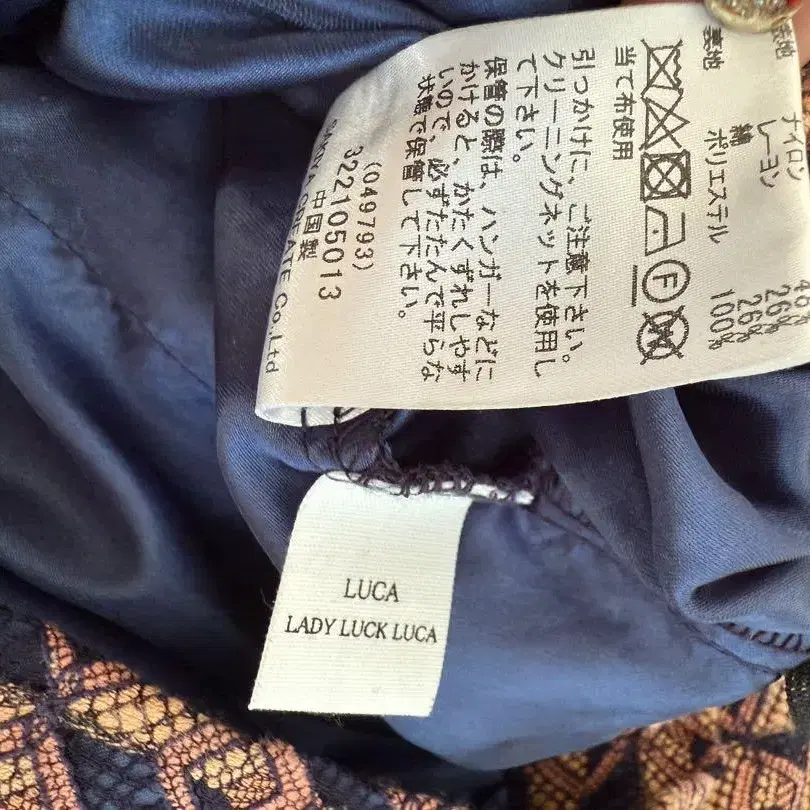 表地 ナイロン
レーヨン 26%
綿 26%
裏地 ポリエステル 100%
F
当て布使用
引っかけに、ご注意下さい。
クリーニングネットを使用し
て下さい。
保管の際は、ハンガーなどに
かけると、かたくずれしやす
いので、必ずたたんで平らな
状態で保管して下さい。
(049793)
322105013
中国製
CREATE Co,Ltd
LUCA
LADY LUCK LUCA